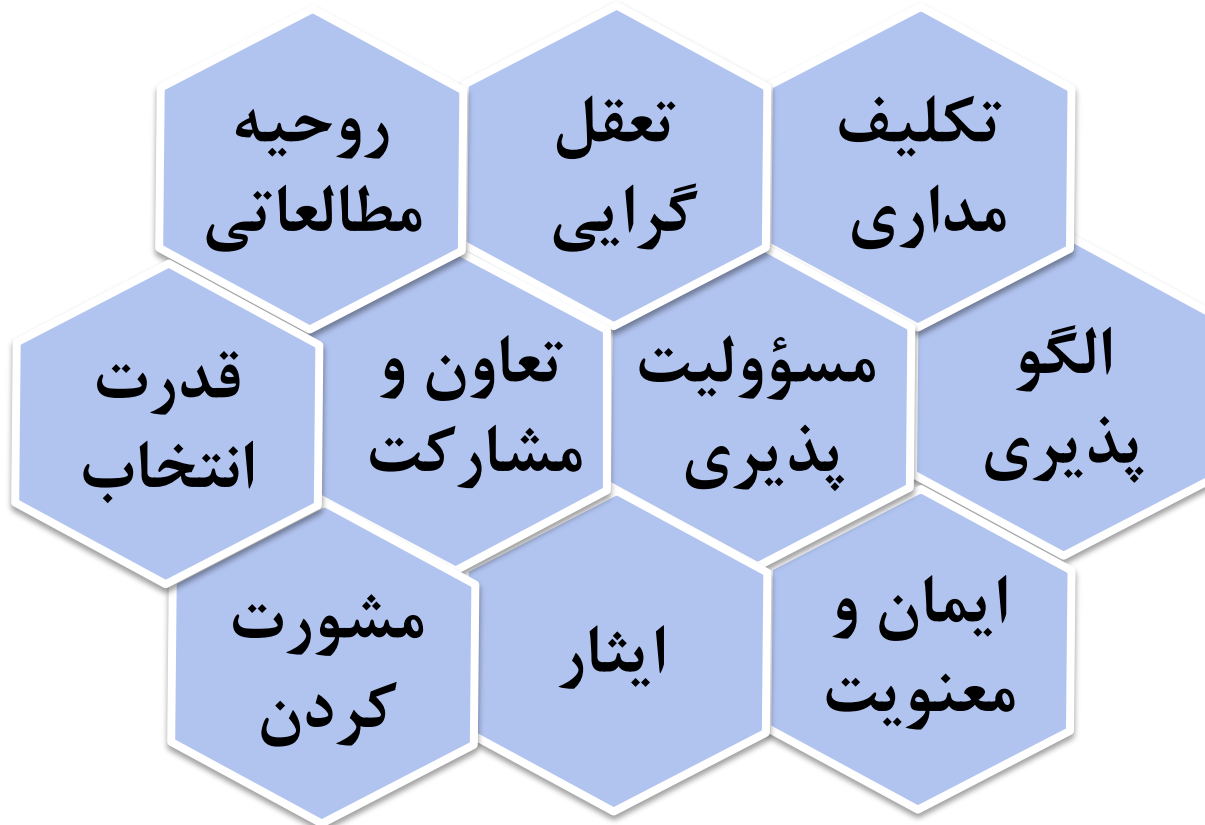 تکلیف
مداری
تعقل
گرایی
روحیه
مطالعاتی
الگو
پذیری
مسؤولیت
پذیری
تعاون و
مشارکت
قدرت
انتخاب
ایمان و
معنویت
ایثار
مشورت
کردن